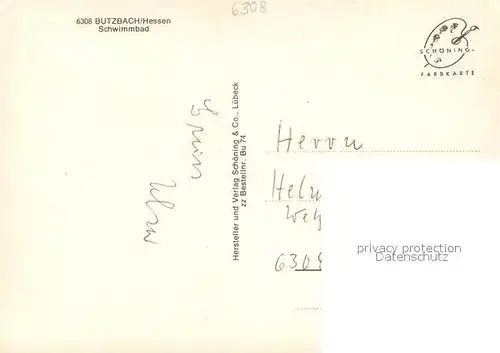 6308
6308 BUTZBACH/Hessen
Schwimmbad
SCHÖNING
FARBKARTE
Hersteller und Verlag Schöning & Co., Lübeck
zz Bestellnr. Bu 74
Herrn
privacy protection
AnsichtskartenFuchs